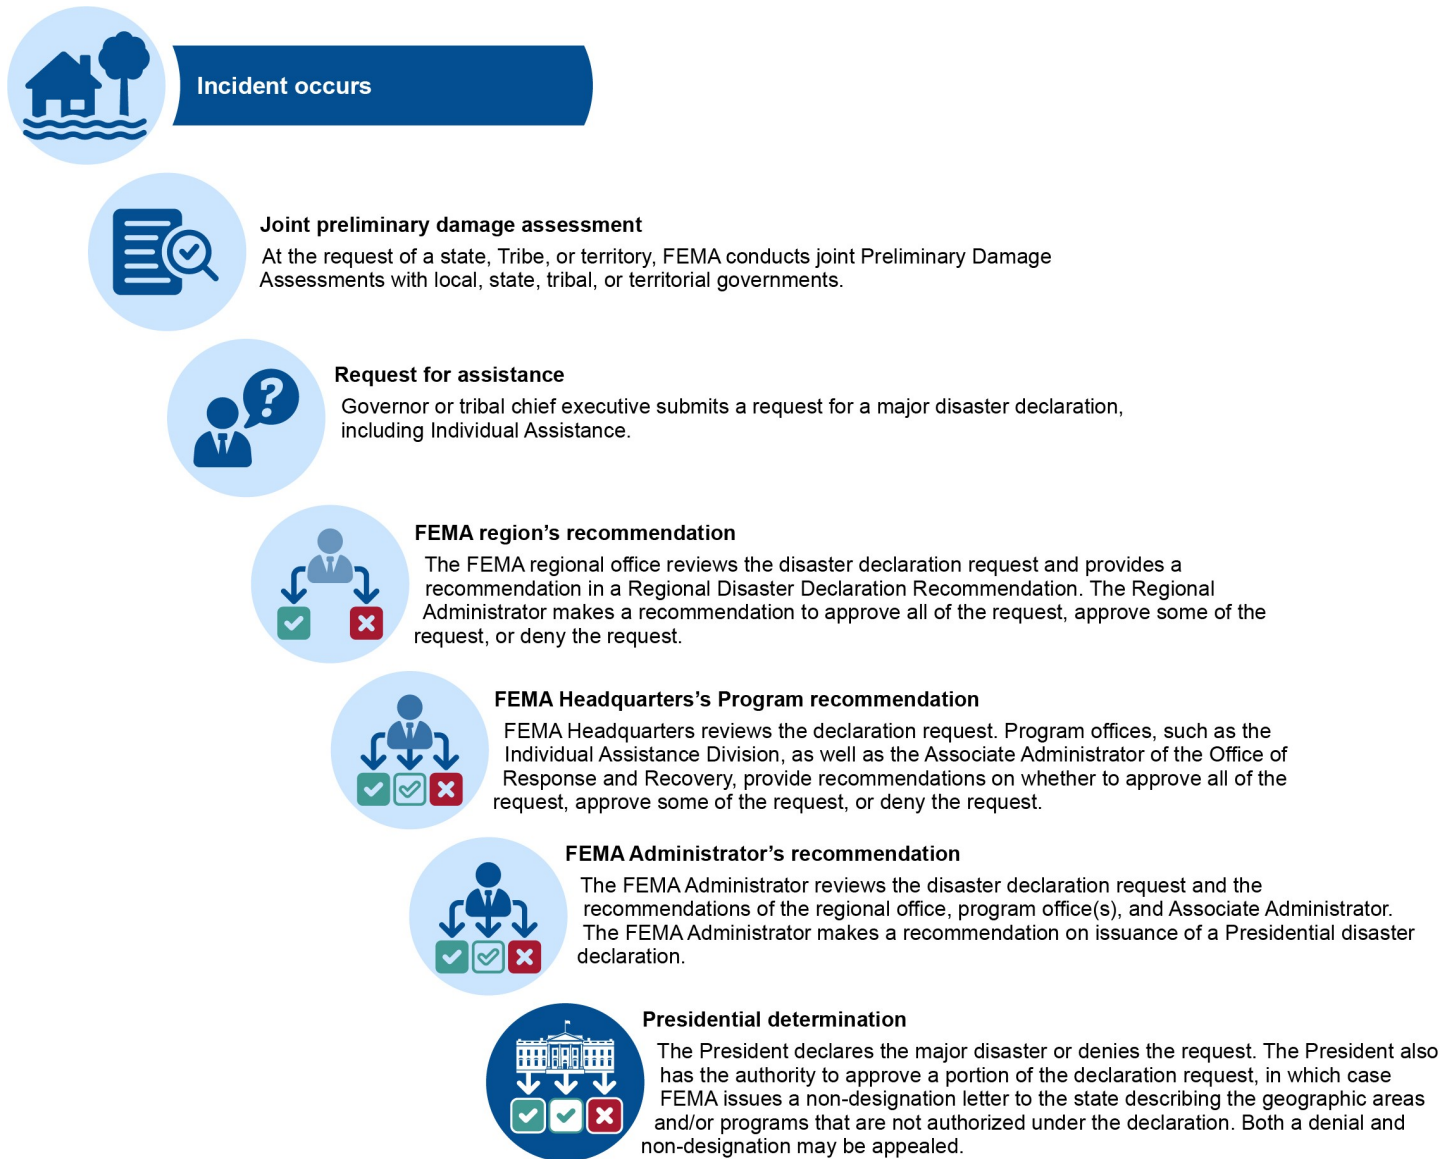 Incident occurs
Joint preliminary damage assessment
At the request of a state, Tribe, or territory, FEMA conducts joint Preliminary Damage
Assessments with local, state, tribal, or territorial governments.
Request for assistance
Governor or tribal chief executive submits a request for a major disaster declaration,
including Individual Assistance.
FEMA region’s recommendation
The FEMA regional office reviews the disaster declaration request and provides a
recommendation in a Regional Disaster Declaration Recommendation. The Regional
Administrator makes a recommendation to approve all of the request, approve some of the
request, or deny the request.
FEMA Headquarters’s Program recommendation
FEMA Headquarters reviews the declaration request. Program offices, such as the
Individual Assistance Division, as well as the Associate Administrator of the Office of
Response and Recovery, provide recommendations on whether to approve all of the
request, approve some of the request, or deny the request.
FEMA Administrator’s recommendation
The FEMA Administrator reviews the disaster declaration request and the
recommendations of the regional office, program office(s), and Associate Administrator.
The FEMA Administrator makes a recommendation on issuance of a Presidential disaster
declaration.
Presidential determination
The President declares the major disaster or denies the request. The President also
has the authority to approve a portion of the declaration request, in which case
FEMA issues a non-designation letter to the state describing the geographic areas
and/or programs that are not authorized under the declaration. Both a denial and
non-designation may be appealed.